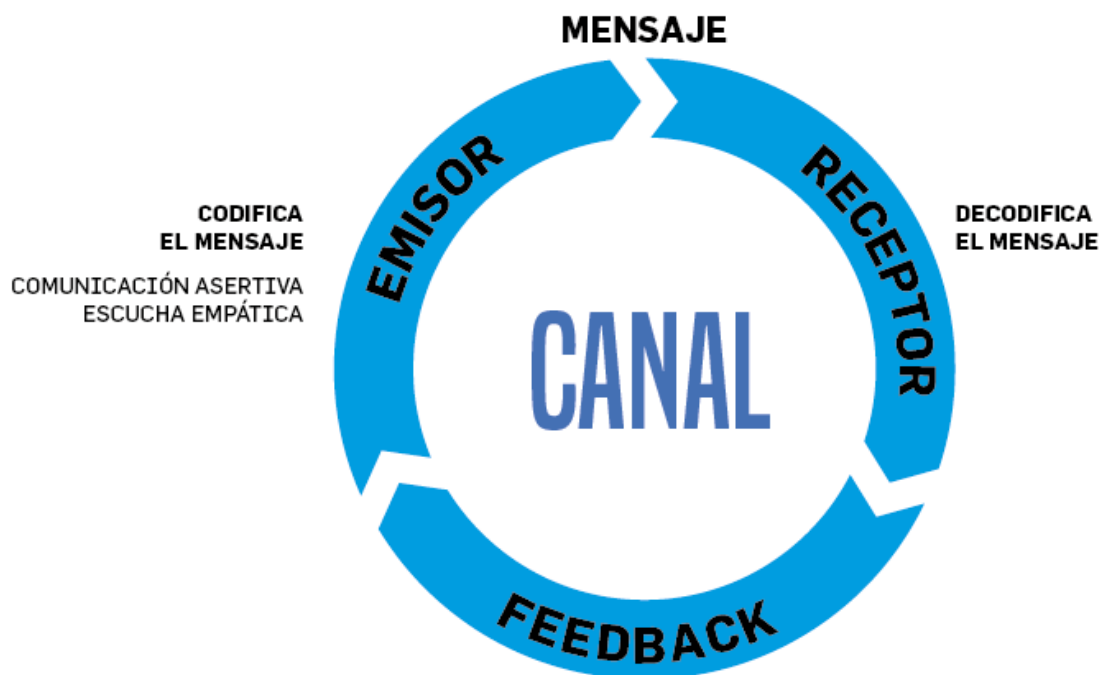 MENSAJE
EMISOR
RECEPTOR
CODIFICA
EL MENSAJE
COMUNICACIÓN ASERTIVA
ESCUCHA EMPÁTICA
DECODIFICA
EL MENSAJE
CANAL
FEEDBACK